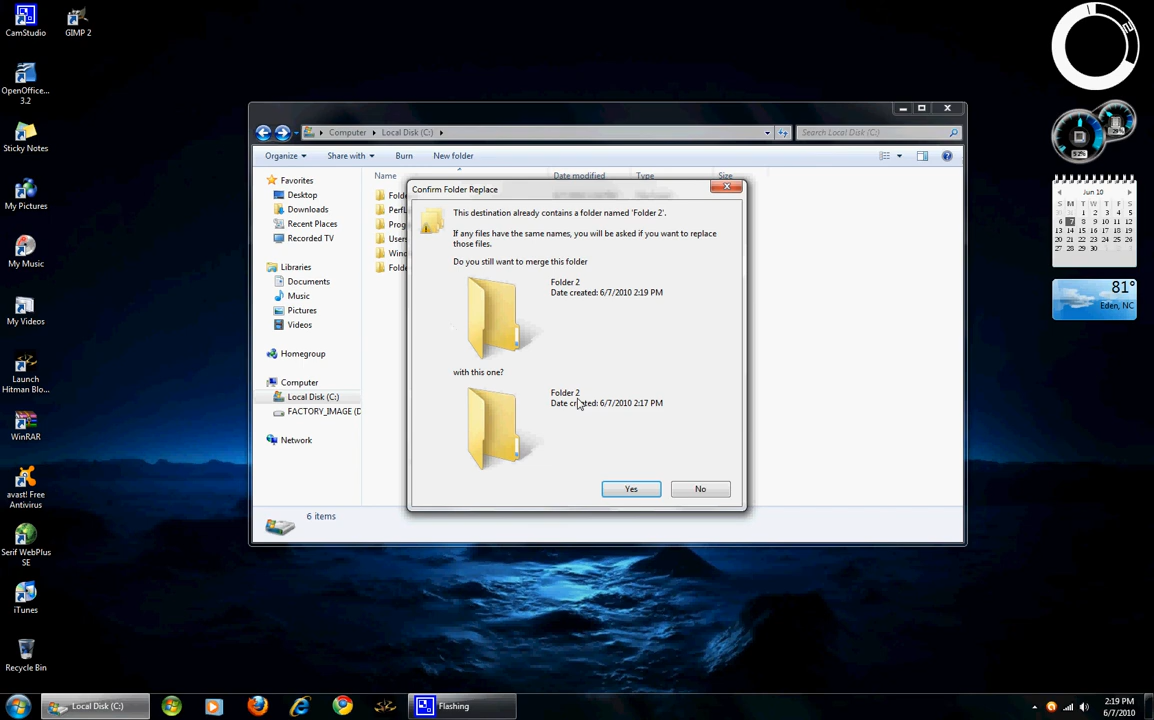 CamStudio
GIMP 2
OpenOffice...
3.2
Sticky Notes
My Pictures
My Music
My Videos
Launch
Hitman Blo...
WinRAR
avast! Free
Antivirus
Serif WebPlus
SE
iTunes
Recycle Bin
Computer
Local Disk (C:)
Search Local Disk (C:)
Organize
Share with
Burn
New folder
Name
Date modified
Type
Size
Favorites
Desktop
Downloads
Recent Places
Recorded TV
Libraries
Documents
Music
Pictures
Videos
Homegroup
Computer
Local Disk (C:)
FACTORY_IMAGE (D
Network
Folde
PerfL
Prog
Users
Wind
Folde
6 items
Confirm Folder Replace
This destination already contains a folder named 'Folder 2'.
If any files have the same names, you will be asked if you want to replace
those files.
Do you still want to merge this folder
Folder 2
Date created: 6/7/2010 2:19 PM
with this one?
Folder 2
Date created: 6/7/2010 2:17 PM
Yes
No
52%
Jun 10
S M T W T F S
1 2 3 4 5
6 7 8 9 10 11 12
13 14 15 16 17 18 19
20 21 22 23 24 25 26
27 28 29 30
81°
Eden, NC
Local Disk (C:)
Flashing
2:19 PM
6/7/2010